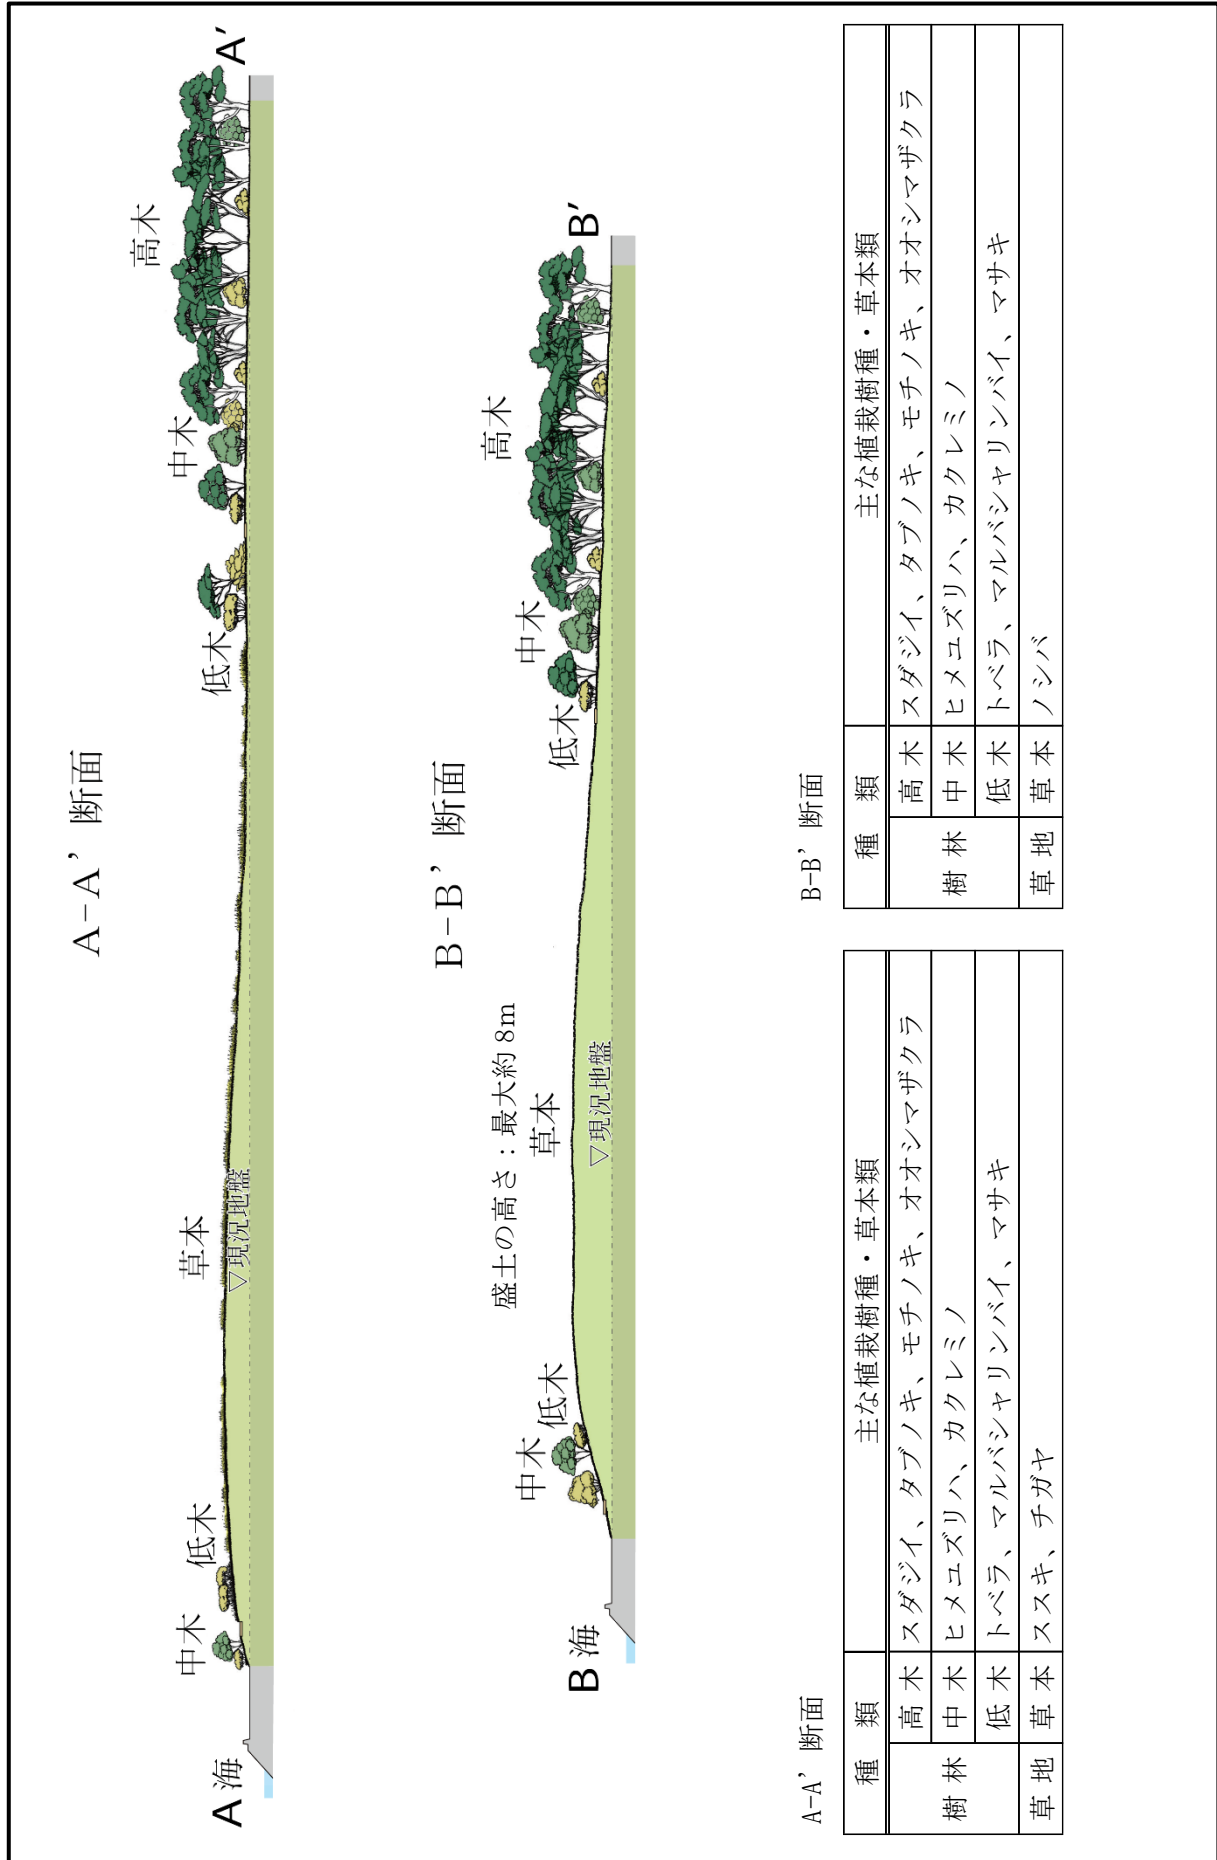 A-A’ 断面
高木
中木
低木
草本
▽現況地盤
低木
中木
A 海
A′
B-B’ 断面
盛土の高さ：最大約 8m
高木
中木
低木
草本
▽現況地盤
低木
中木
B 海
B′
A-A’ 断面
種 類 主な植栽樹種・草本類
樹 林 高 木 スダジイ、タブノキ、モチノキ、オオシマザクラ
中 木 ヒメユズリハ、カクレミノ
低 木 トベラ、マルバシャリンバイ、マサキ
草 地 草 本 ススキ、チガヤ
B-B’ 断面
種 類 主な植栽樹種・草本類
樹 林 高 木 スダジイ、タブノキ、モチノキ、オオシマザクラ
中 木 ヒメユズリハ、カクレミノ
低 木 トベラ、マルバシャリンバイ、マサキ
草 地 草 本 ノシバ